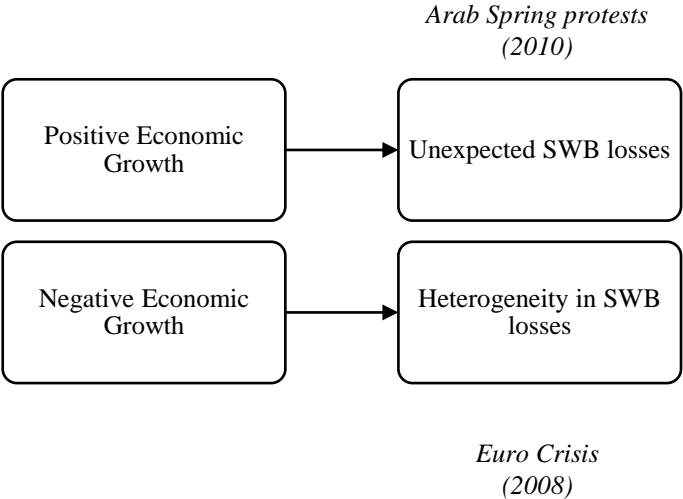 Arab Spring protests
(2010)
Positive Economic
Growth
Unexpected SWB losses
Negative Economic
Growth
Heterogeneity in SWB
losses
Euro Crisis
(2008)